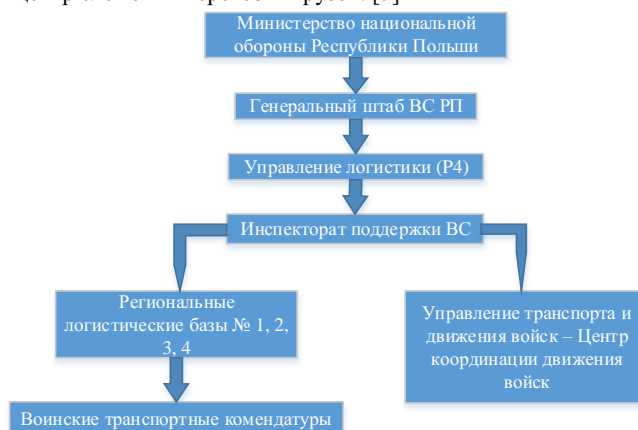 Министерство национальной
обороны Республики Польши
Генеральный штаб ВС РП
Управление логистики (Р4)
Инспекторат поддержки ВС
Региональные
логистические базы № 1, 2,
3, 4
Управление транспорта и
движения войск – Центр
координации движения
войск
Воинские транспортные комендатуры